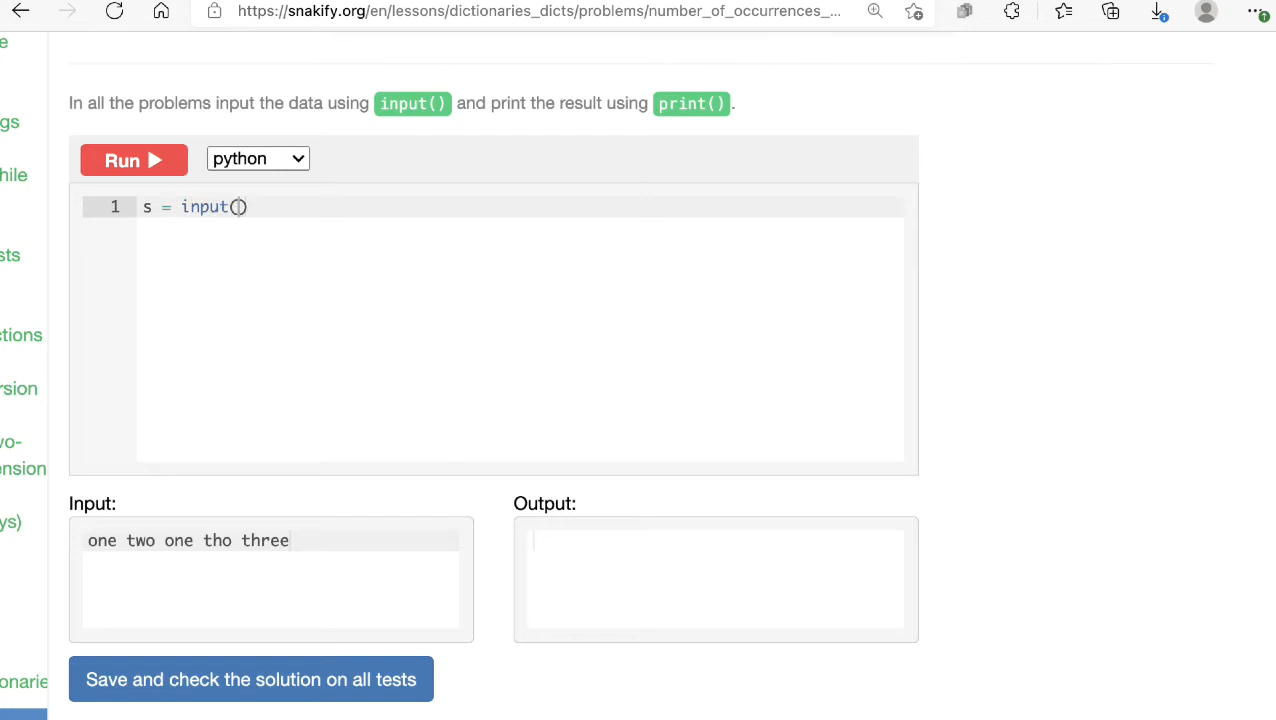 https://snakify.org/en/lessons/dictionaries_dicts/problems/number_of_occurrences_...
e
gs
hile
sts
ctions
rsion
vo-
ension
ys)
onarie
In all the problems input the data using input() and print the result using print().
Run
python
1 s = input()
Input:
Output:
one two one tho three
Save and check the solution on all tests